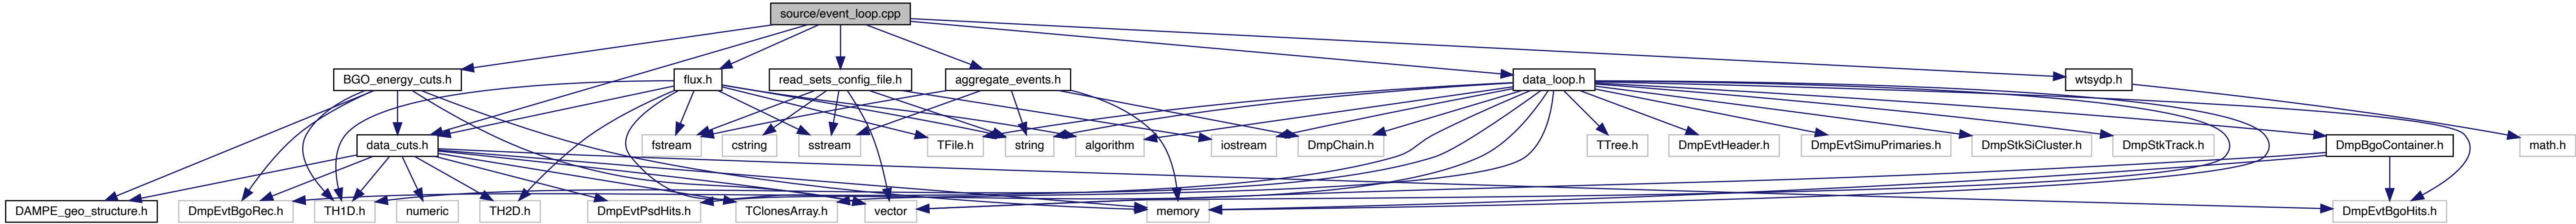 source/event_loop.cpp
BGO_energy_cuts.h
flux.h
read_sets_config_file.h
aggregate_events.h
data_loop.h
wtsydp.h
data_cuts.h
fstream
cstring
sstream
TFile.h
string
algorithm
iostream
DmpChain.h
TTree.h
DmpEvtHeader.h
DmpEvtSimuPrimaries.h
DmpStkSiCluster.h
DmpStkTrack.h
DmpBgoContainer.h
math.h
DAMPE_geo_structure.h
DmpEvtBgoRec.h
TH1D.h
numeric
TH2D.h
DmpEvtPsdHits.h
TClonesArray.h
vector
memory
DmpEvtBgoHits.h